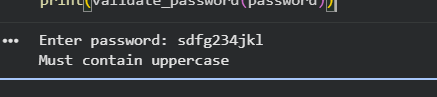 print(validate_password(password))
••• Enter password: sdfg234jkl
Must contain uppercase